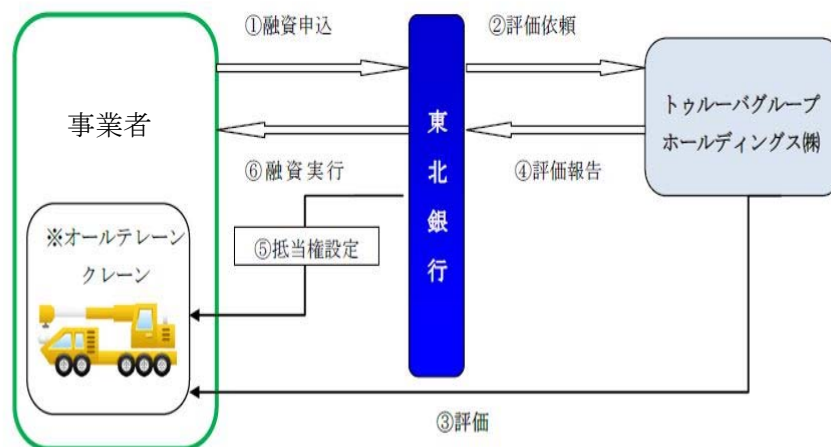 ①融資申込
②評価依頼
事業者
東北銀行
トゥルーバグループ
ホールディングス㈱
⑥融資実行
④評価報告
※オールテレーン
クレーン
⑤抵当権設定
③評価